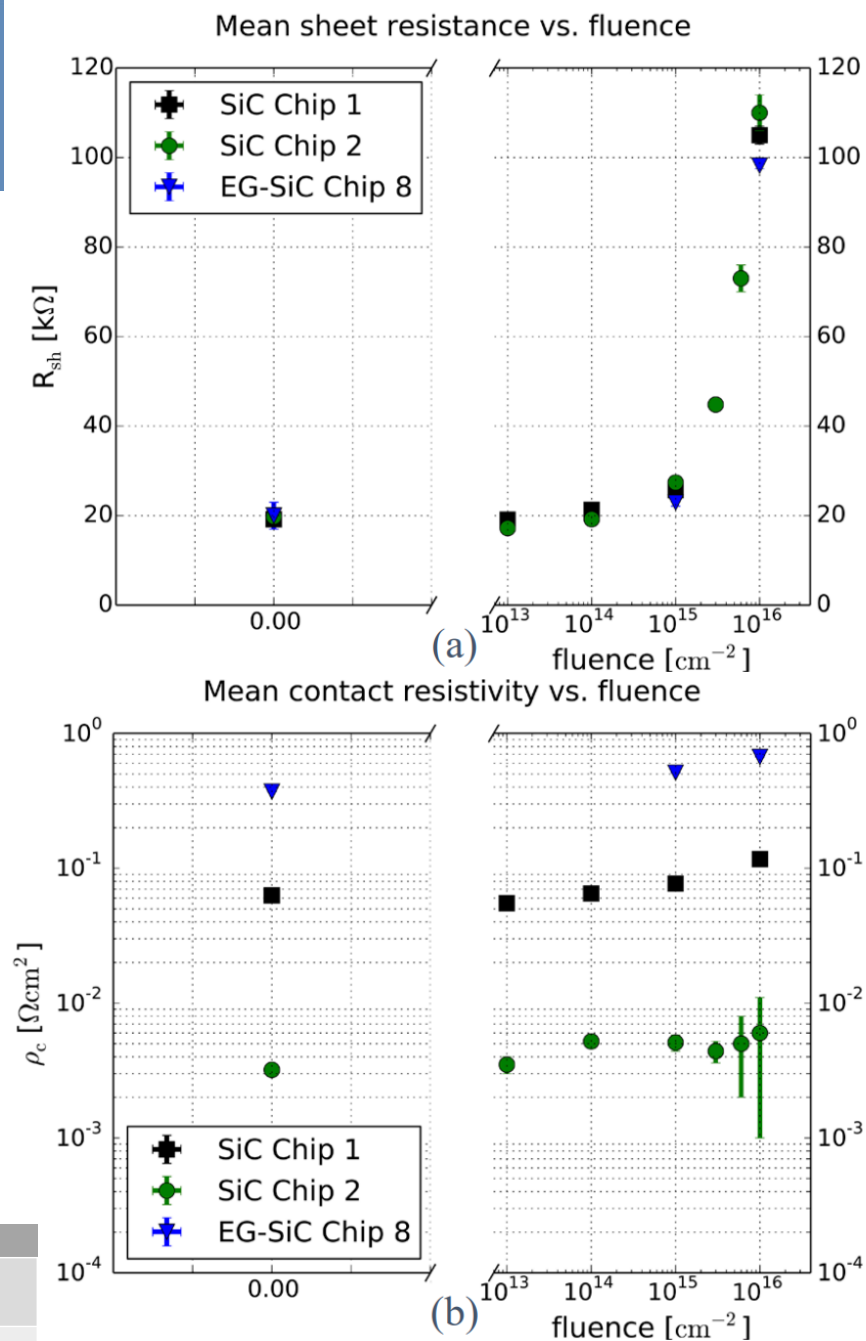 Mean sheet resistance vs. fluence
120
100
80
60
40
20
0
R_sh [kΩ]
SiC Chip 1
SiC Chip 2
EG-SiC Chip 8
120
100
80
60
40
20
0
0.00
10^13 10^14 10^15 10^16
(a)
fluence [cm^−2]
Mean contact resistivity vs. fluence
10^0
10^-1
10^-2
10^-3
10^-4
ρ_c [Ωcm^2]
10^0
10^-1
10^-2
10^-3
10^-4
SiC Chip 1
SiC Chip 2
EG-SiC Chip 8
0.00
10^13 10^14 10^15 10^16
(b)
fluence [cm^−2]